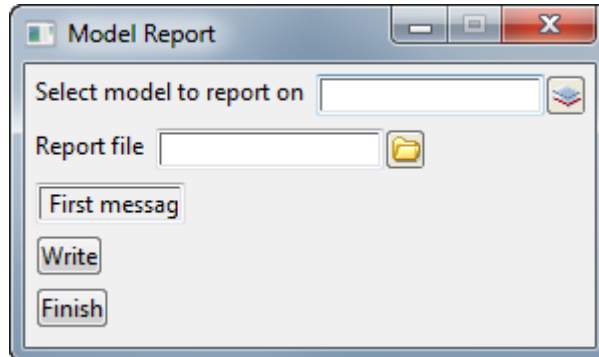 Model Report
Select model to report on
Report file
First messag
Write
Finish